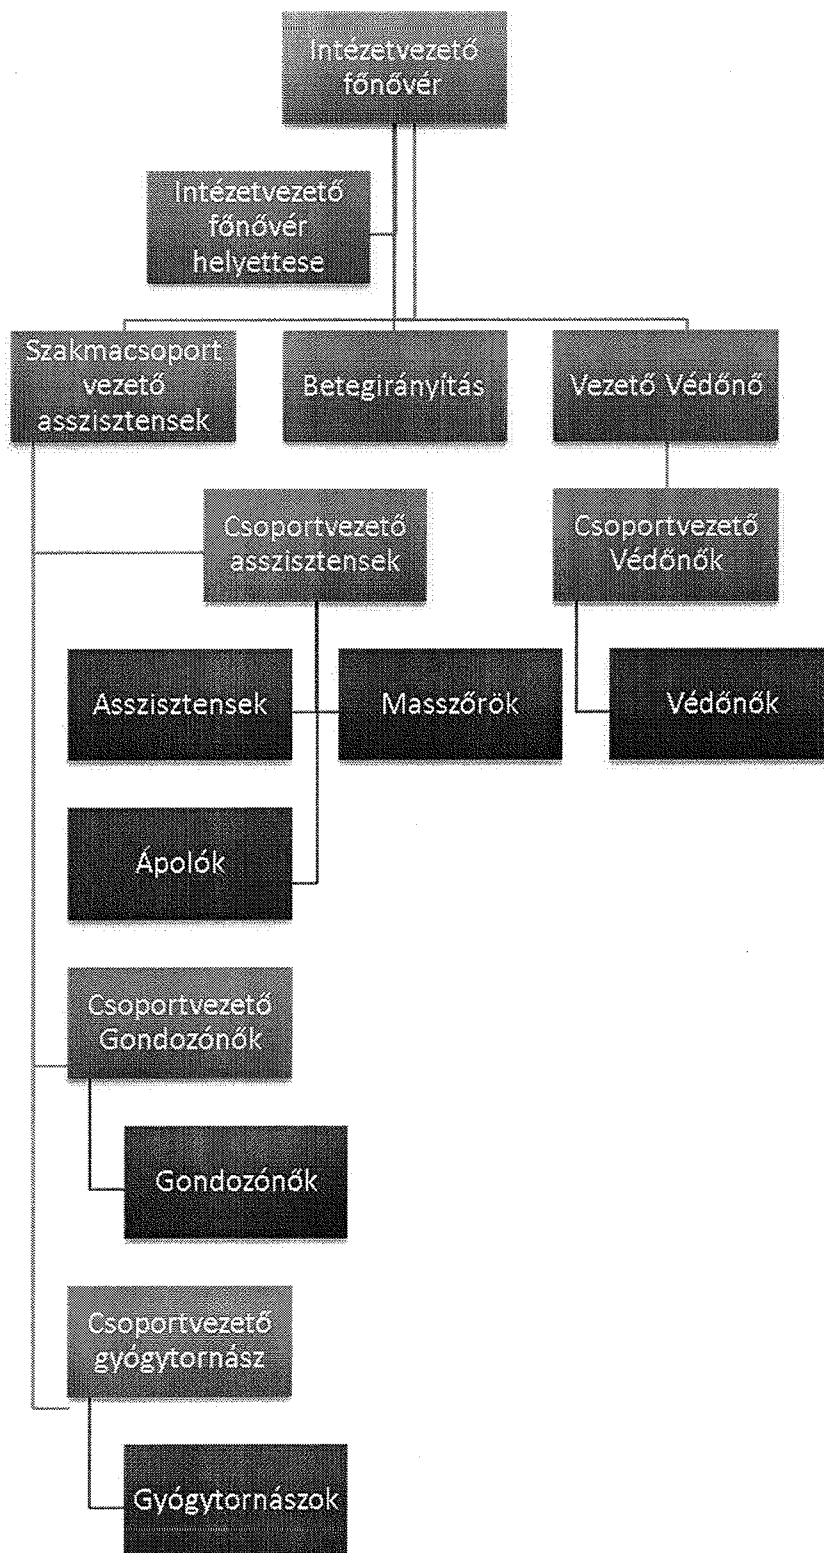 Intézetvezető
főnővér
Intézetvezető
főnővér
helyettese
Szakmacsoport
vezető
asszisztensek
Betegirányítás
Vezető Védőnő
Csoportvezető
asszisztensek
Csoportvezető
Védőnők
Asszisztensek
Masszőrök
Védőnők
Ápolók
Csoportvezető
Gondozónők
Gondozónők
Csoportvezető
gyógytornász
Gyógytornászok